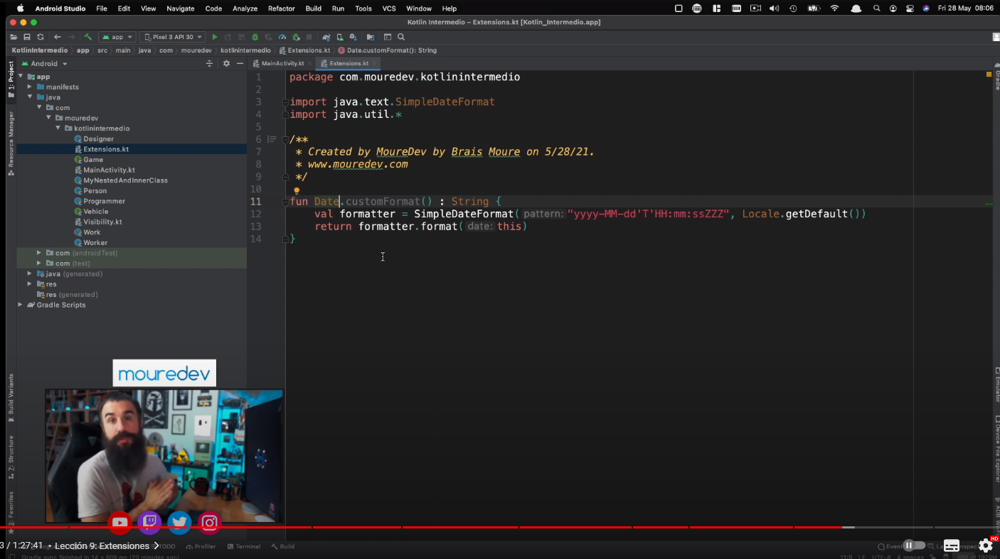 Android Studio File Edit View Navigate Code Analyze Refactor Build Run Tools VCS Window Help Fri 28 May 08:06
Kotlin Intermedio – Extensions.kt [Kotlin_Intermedio.app]
app Pixel 3 API 30
KotlinIntermedio app src main java com mouredev kotlinintermedio Extensions.kt Date.customFormat(): String
Android MainActivity.kt Extensions.kt
1: Project
Resource Manager
Build Variants
Z: Structure
2: Favorites
app
manifests
java
com
mouredev
kotlinintermedio
Designer
Extensions.kt
Game
MainActivity.kt
MyNestedAndInnerClass
Person
Programmer
Vehicle
Visibility.kt
Work
Worker
com (androidTest)
com (test)
java (generated)
res
res (generated)
Gradle Scripts
1 package com.mouredev.kotlinintermedio
2
3 import java.text.SimpleDateFormat
4 import java.util.*
5
6 /**
7 * Created by MoureDev by Brais Moure on 5/28/21.
8 * www.mouredev.com
9 */
10
11 fun Date.customFormat() : String {
12 val formatter = SimpleDateFormat( pattern: "yyyy-MM-dd'T'HH:mm:ssZZZ", Locale.getDefault())
13 return formatter.format( date: this)
14 }
Gradle
Emulator
Device File Explorer
mouredev
3 / 1:27:41 • Lección 9: Extensiones
TODO Profiler Terminal Build Event
HD
Gradle sync finished in 14 s 609 ms (23 minutes ago)
11:9 LF UTF-8 4 spaces